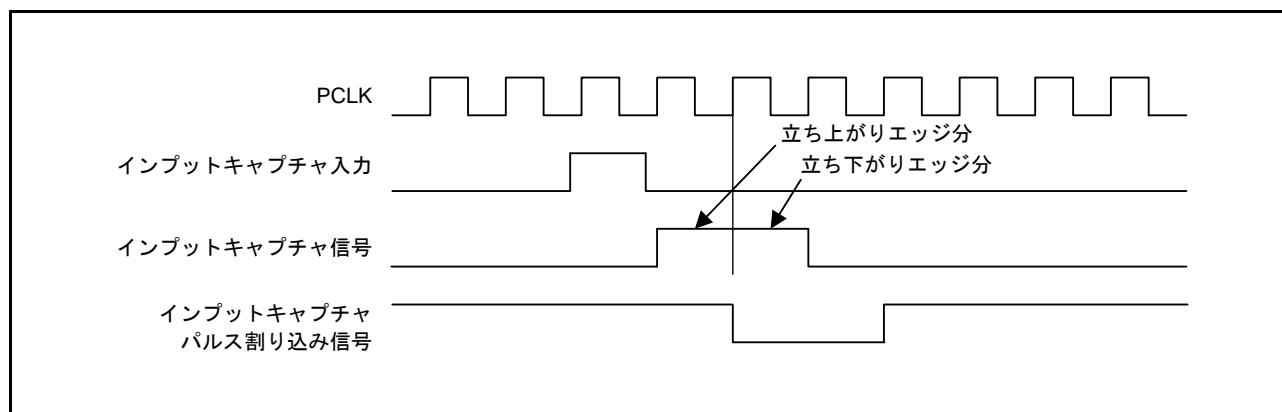 PCLK
立ち上がりエッジ分
インプットキャプチャ入力
立ち下がりエッジ分
インプットキャプチャ信号
インプットキャプチャ
パルス割り込み信号